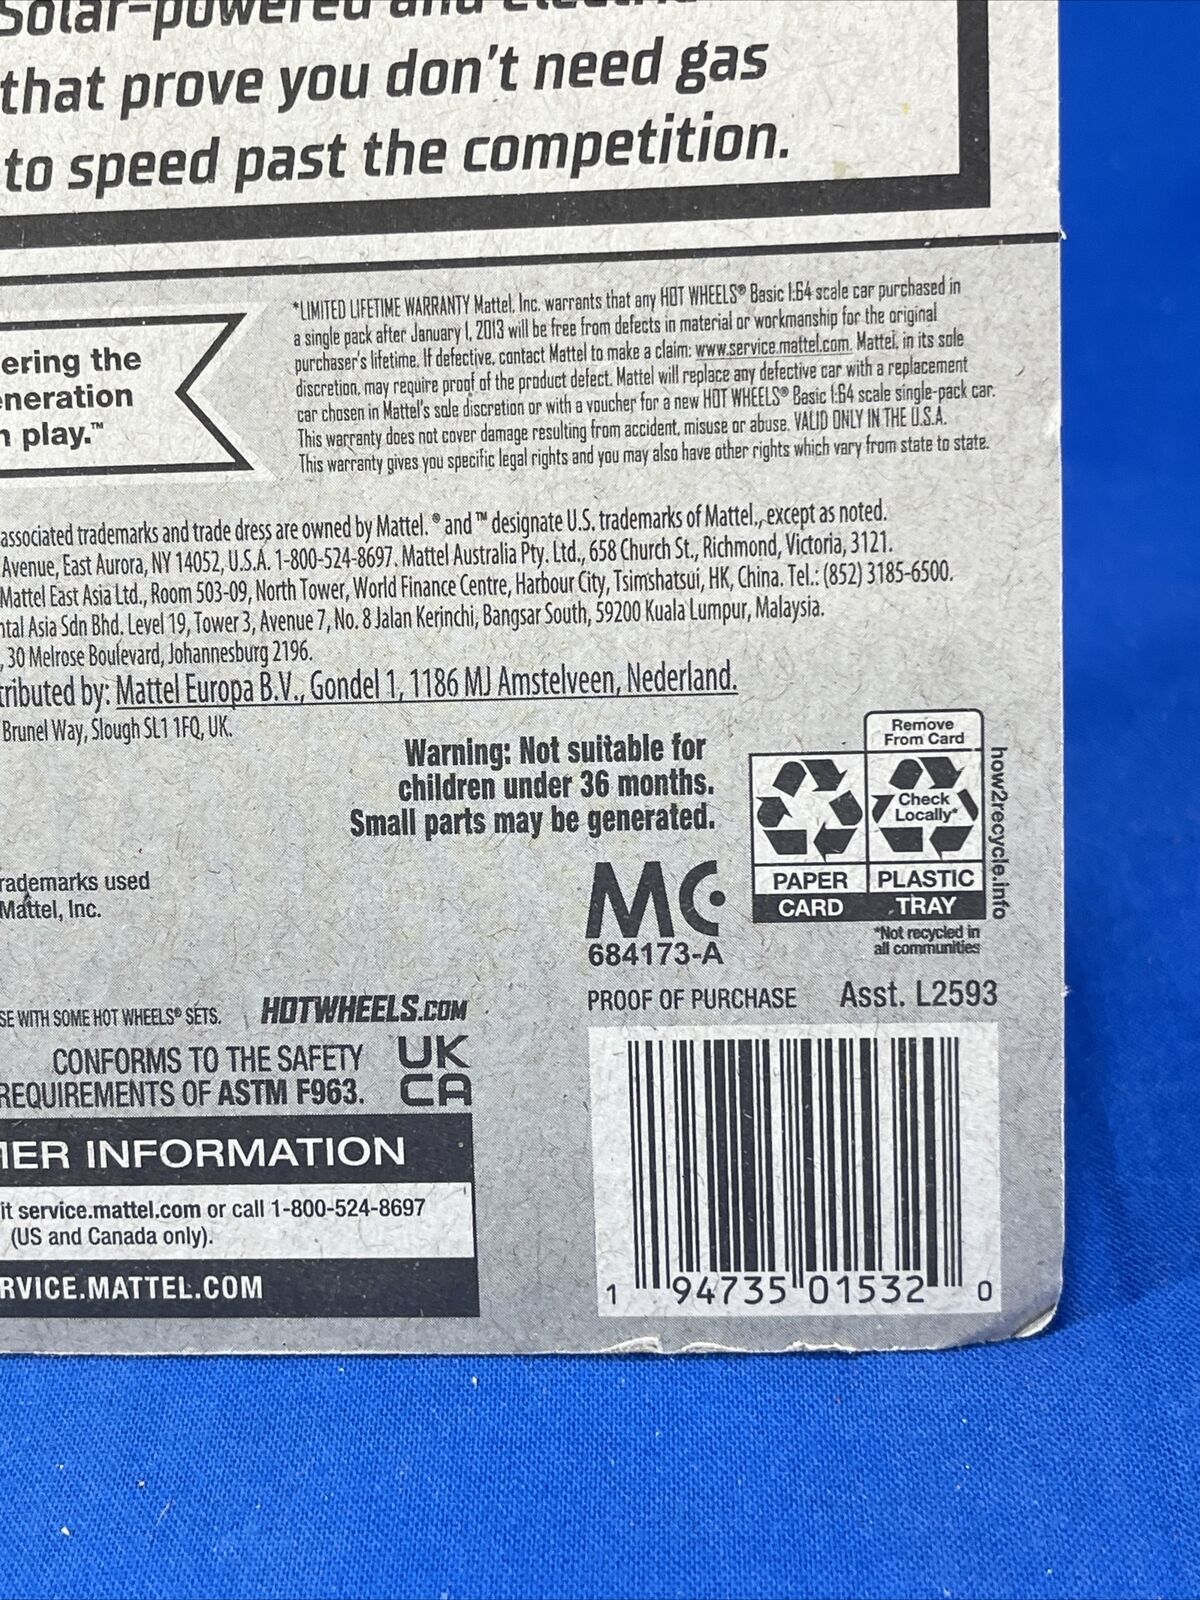 Solar-powered and electric
that prove you don't need gas
to speed past the competition.
ering the
eneration
n play.™
*LIMITED LIFETIME WARRANTY Mattel, Inc. warrants that any HOT WHEELS® Basic 1:64 scale car purchased in
a single pack after January 1, 2013 will be free from defects in material or workmanship for the original
purchaser's lifetime. If defective, contact Mattel to make a claim: www.service.mattel.com. Mattel, in its sole
discretion, may require proof of the product defect. Mattel will replace any defective car with a replacement
car chosen in Mattel's sole discretion or with a voucher for a new HOT WHEELS® Basic 1:64 scale single-pack car.
This warranty does not cover damage resulting from accident, misuse or abuse. VALID ONLY IN THE U.S.A.
This warranty gives you specific legal rights and you may also have other rights which vary from state to state.
associated trademarks and trade dress are owned by Mattel. ® and ™ designate U.S. trademarks of Mattel., except as noted.
Avenue, East Aurora, NY 14052, U.S.A. 1-800-524-8697. Mattel Australia Pty. Ltd., 658 Church St., Richmond, Victoria, 3121.
Mattel East Asia Ltd., Room 503-09, North Tower, World Finance Centre, Harbour City, Tsimshatsui, HK, China. Tel.: (852) 3185-6500.
ntal Asia Sdn Bhd. Level 19, Tower 3, Avenue 7, No. 8 Jalan Kerinchi, Bangsar South, 59200 Kuala Lumpur, Malaysia.
, 30 Melrose Boulevard, Johannesburg 2196.
tributed by: Mattel Europa B.V., Gondel 1, 1186 MJ Amstelveen, Nederland.
Brunel Way, Slough SL1 1FQ, UK.
Warning: Not suitable for
children under 36 months.
Small parts may be generated.
Remove
From Card
Check
Locally*
PAPER
CARD
PLASTIC
TRAY
how2recycle.info
*Not recycled in
all communities
rademarks used
Mattel, Inc.
MC
684173-A
PROOF OF PURCHASE
Asst. L2593
SE WITH SOME HOT WHEELS® SETS.
HOTWHEELS.COM
CONFORMS TO THE SAFETY
REQUIREMENTS OF ASTM F963.
UK
CA
MER INFORMATION
it service.mattel.com or call 1-800-524-8697
(US and Canada only).
RVICE.MATTEL.COM
1 94735 01532 0